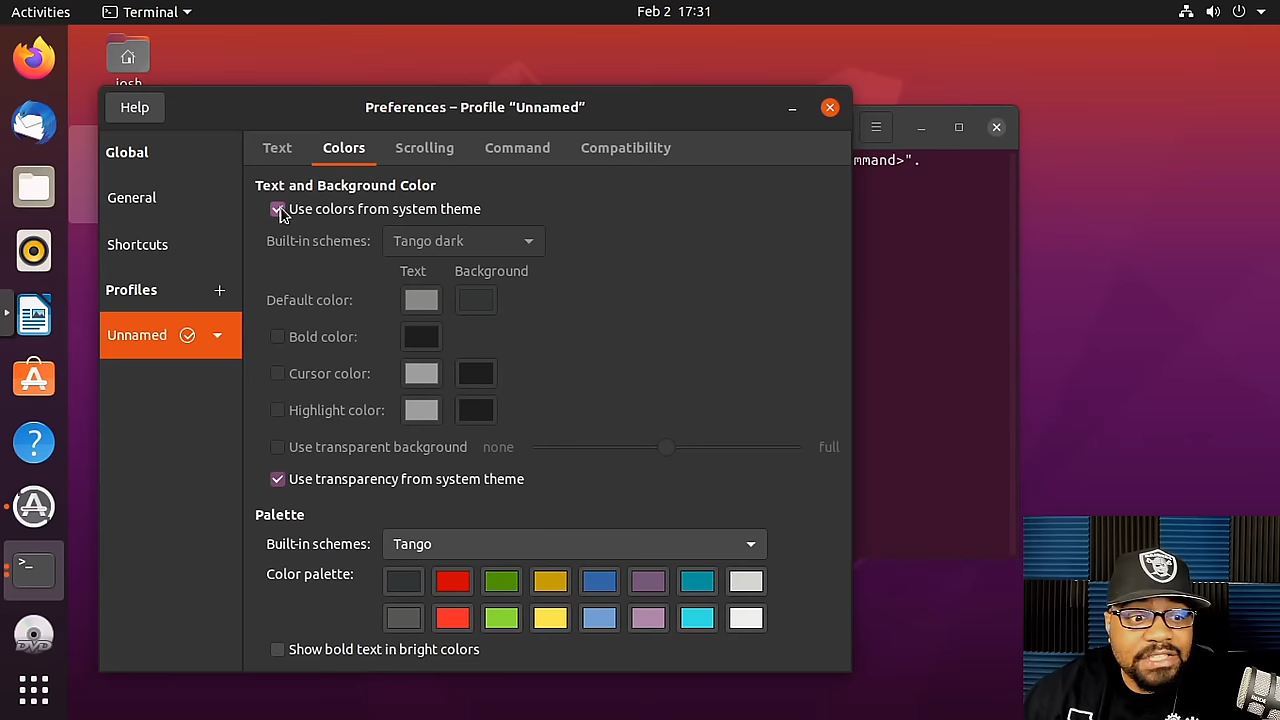 Activities
Terminal
Feb 2 17:31
josh
Help
Preferences – Profile “Unnamed”
mmand>".
Global
General
Shortcuts
Profiles
Unnamed
Text
Colors
Scrolling
Command
Compatibility
Text and Background Color
Use colors from system theme
Built-in schemes: Tango dark
Text Background
Default color:
Bold color:
Cursor color:
Highlight color:
Use transparent background none full
Use transparency from system theme
Palette
Built-in schemes: Tango
Color palette:
Show bold text in bright colors
>_
?
DVD
RODE